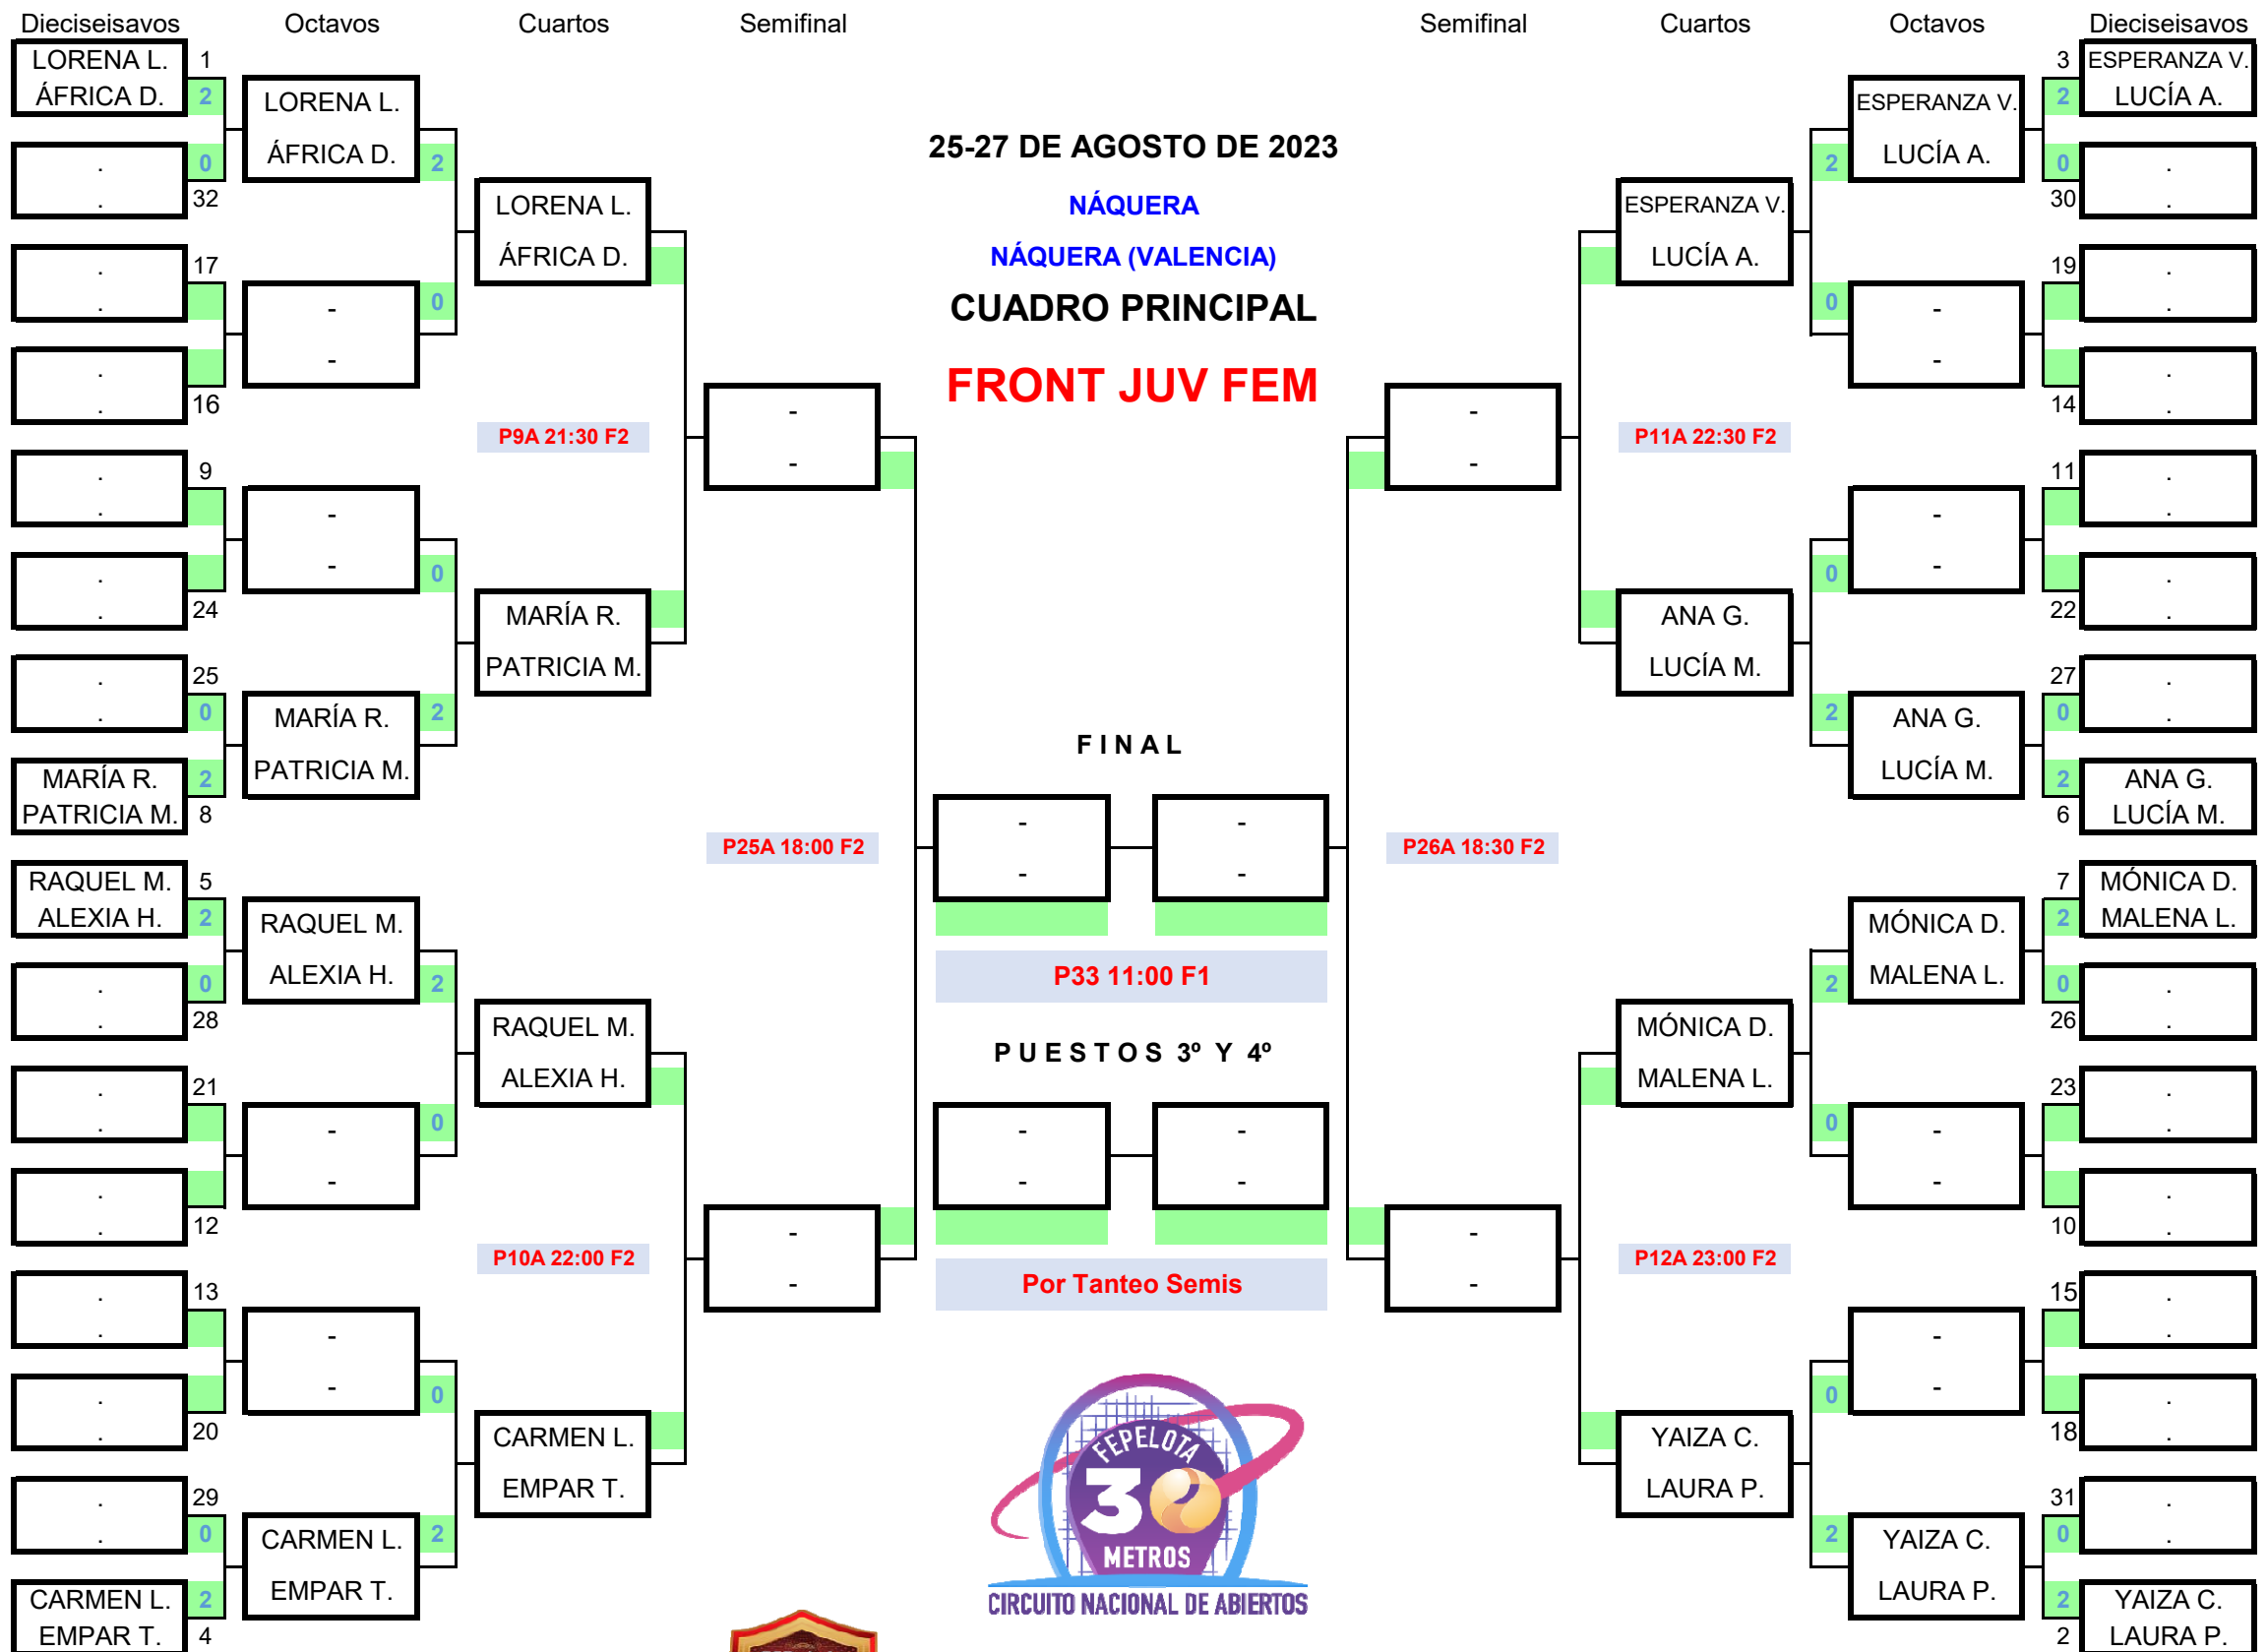 Dieciseisavos Octavos Cuartos Semifinal Semifinal Cuartos Octavos Dieciseisavos
LORENA L. 1
ÁFRICA D. 2
. 0
. 32
. 17
.
.
. 16
. 9
.
.
. 24
. 25
. 0
MARÍA R. 2
PATRICIA M. 8
RAQUEL M. 5
ALEXIA H. 2
. 0
. 28
. 21
.
.
. 12
. 13
.
.
. 20
. 29
. 0
CARMEN L. 2
EMPAR T. 4
LORENA L.
ÁFRICA D. 2
- 0
-
-
- 0
MARÍA R. 2
PATRICIA M.
RAQUEL M.
ALEXIA H. 2
- 0
-
-
- 0
CARMEN L. 2
EMPAR T.
LORENA L.
ÁFRICA D.
P9A 21:30 F2
MARÍA R.
PATRICIA M.
RAQUEL M.
ALEXIA H.
P10A 22:00 F2
CARMEN L.
EMPAR T.
-
-
P25A 18:00 F2
-
-
25-27 DE AGOSTO DE 2023
NÁQUERA
NÁQUERA (VALENCIA)
CUADRO PRINCIPAL
FRONT JUV FEM
F I N A L
- -
- -
P33 11:00 F1
P U E S T O S 3º Y 4º
- -
- -
Por Tanteo Semis
FEPELOTA
30
METROS
CIRCUITO NACIONAL DE ABIERTOS
-
-
P26A 18:30 F2
-
-
ESPERANZA V.
LUCÍA A.
P11A 22:30 F2
ANA G.
LUCÍA M.
MÓNICA D.
MALENA L.
P12A 23:00 F2
YAIZA C.
LAURA P.
ESPERANZA V.
2 LUCÍA A.
0 -
-
-
0 -
2 ANA G.
LUCÍA M.
MÓNICA D.
2 MALENA L.
0 -
-
-
0 -
2 YAIZA C.
LAURA P.
3 ESPERANZA V.
2 LUCÍA A.
0 .
30 .
19 .
.
.
14 .
11 .
.
.
22 .
27 .
0 .
2 ANA G.
6 LUCÍA M.
7 MÓNICA D.
2 MALENA L.
0 .
26 .
23 .
.
.
10 .
15 .
.
.
18 .
31 .
0 .
2 YAIZA C.
2 LAURA P.